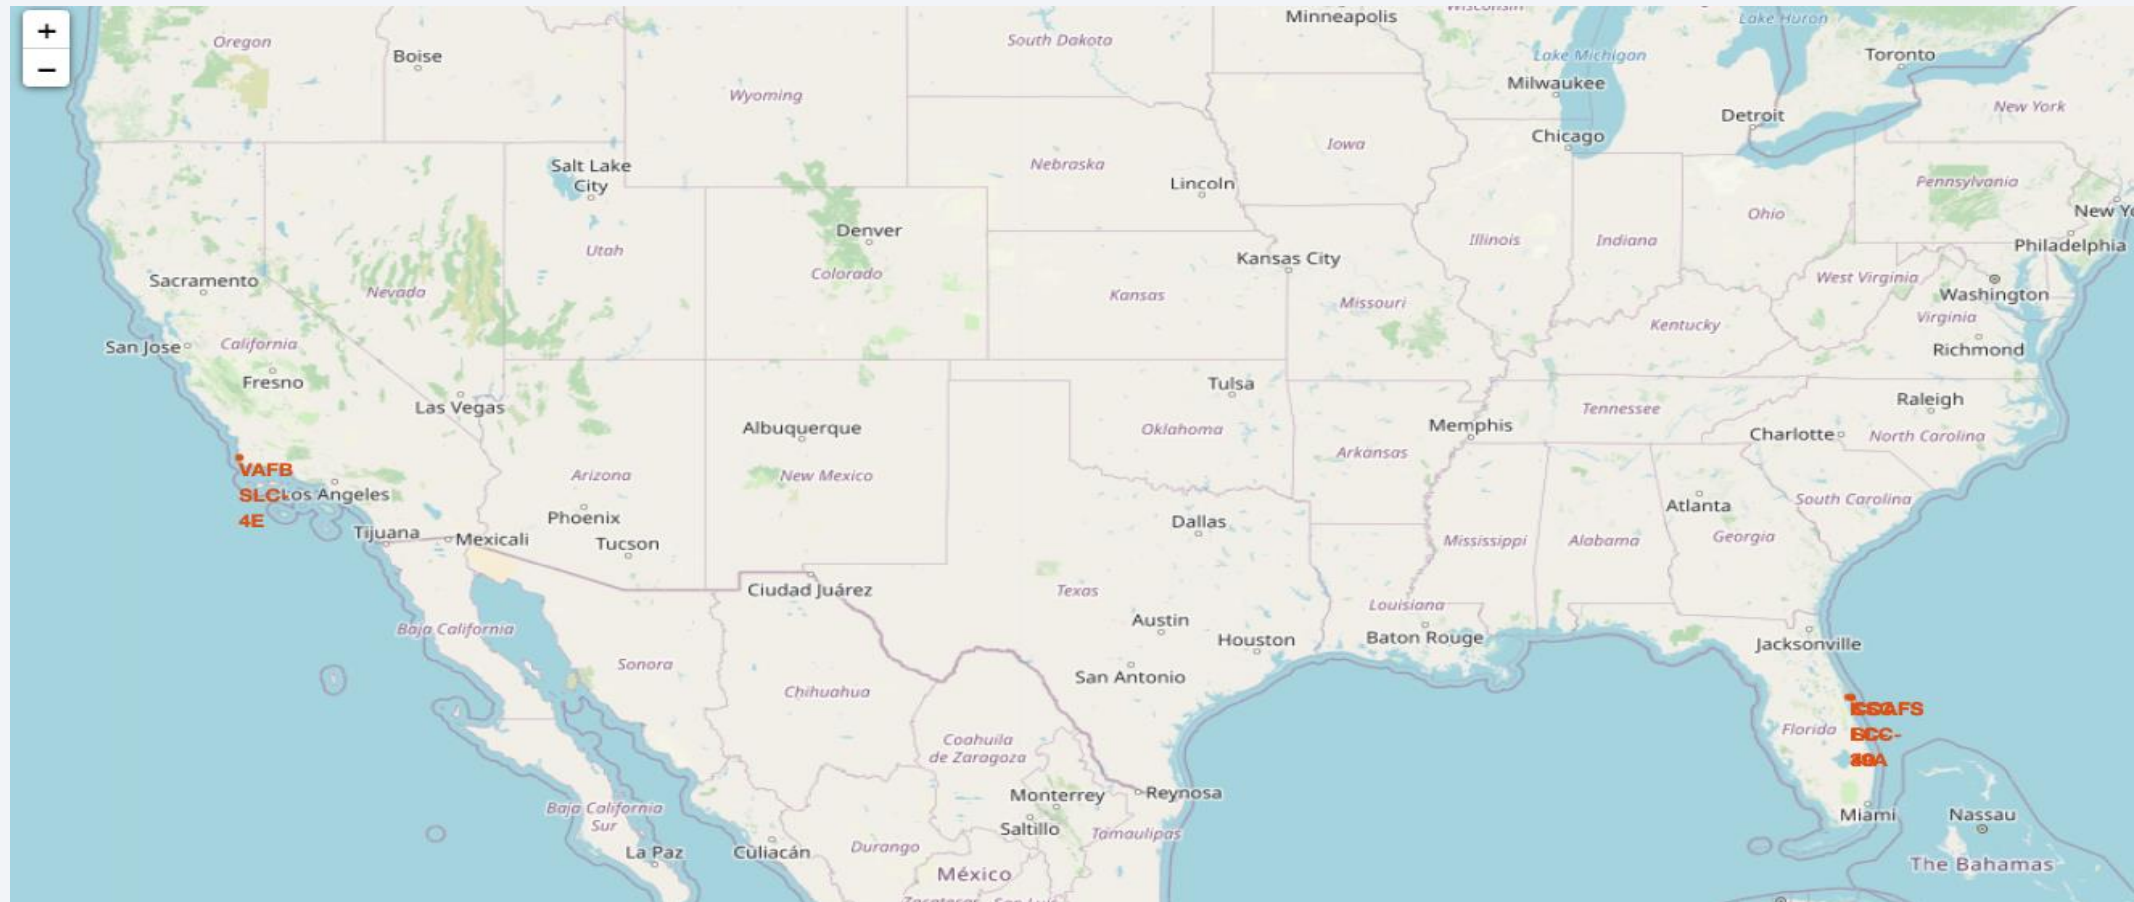 +
−
Oregon
Boise
South Dakota
Minneapolis
Wisconsin
Lake Huron
Toronto
Wyoming
Lake Michigan
Milwaukee
Detroit
New York
Chicago
Iowa
Nebraska
Lincoln
Salt Lake
City
Pennsylvania
Ohio
Denver
Utah
Colorado
Illinois
Indiana
Philadelphia
Kansas City
Sacramento
Nevada
Kansas
Missouri
West Virginia
Washington
Virginia
Kentucky
San Jose
California
Richmond
Fresno
Tulsa
Las Vegas
Tennessee
Raleigh
Albuquerque
Oklahoma
Memphis
Charlotte
North Carolina
Arkansas
VAFB
SLC-
4E
Los Angeles
Arizona
New Mexico
South Carolina
Atlanta
Phoenix
Dallas
Tijuana
Mexicali
Tucson
Mississippi
Alabama
Georgia
Ciudad Juárez
Texas
Louisiana
Austin
Houston
Baton Rouge
Baja California
Jacksonville
Sonora
San Antonio
Chihuahua
Florida
Coahuila
de Zaragoza
Monterrey
Reynosa
Baja California
Sur
Saltillo
Tamaulipas
Miami
Nassau
La Paz
Culiacán
Durango
México
The Bahamas